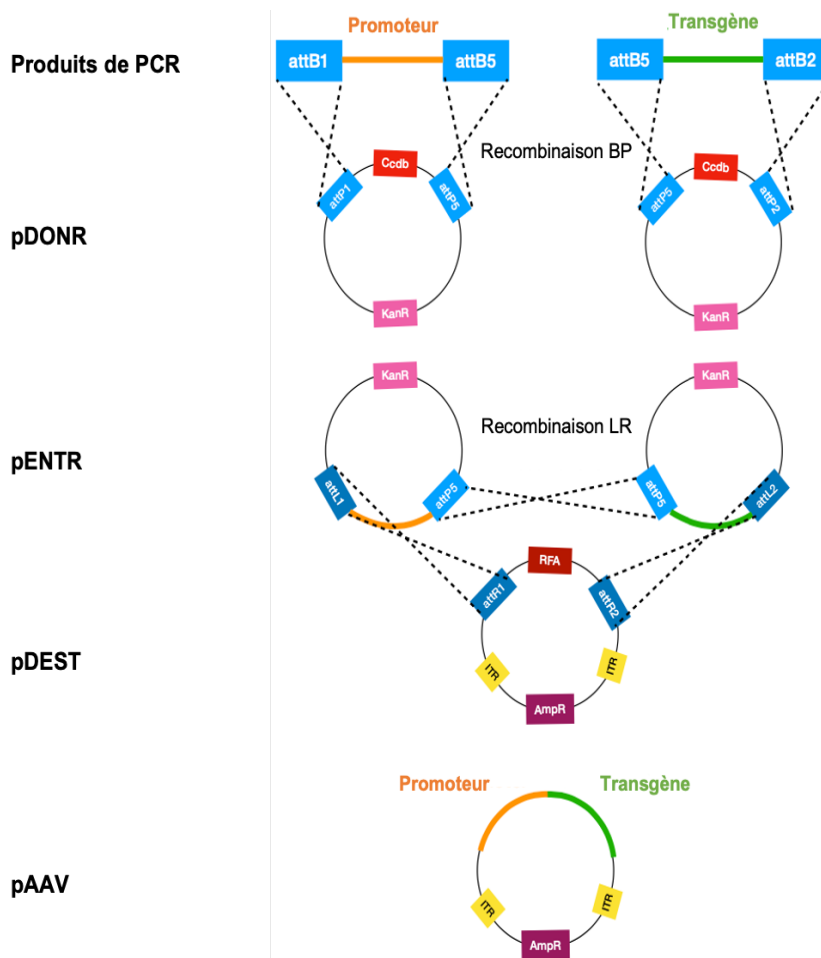 Promoteur
Transgène
Produits de PCR
attB1
attB5
attB5
attB2
Recombinaison BP
Ccdb
Ccdb
attP1
attP5
attP5
attP2
pDONR
KanR
KanR
KanR
KanR
Recombinaison LR
pENTR
attL1
attP5
attP5
attL2
RFA
attR1
attR2
pDEST
ITR
ITR
AmpR
Promoteur
Transgène
pAAV
ITR
ITR
AmpR